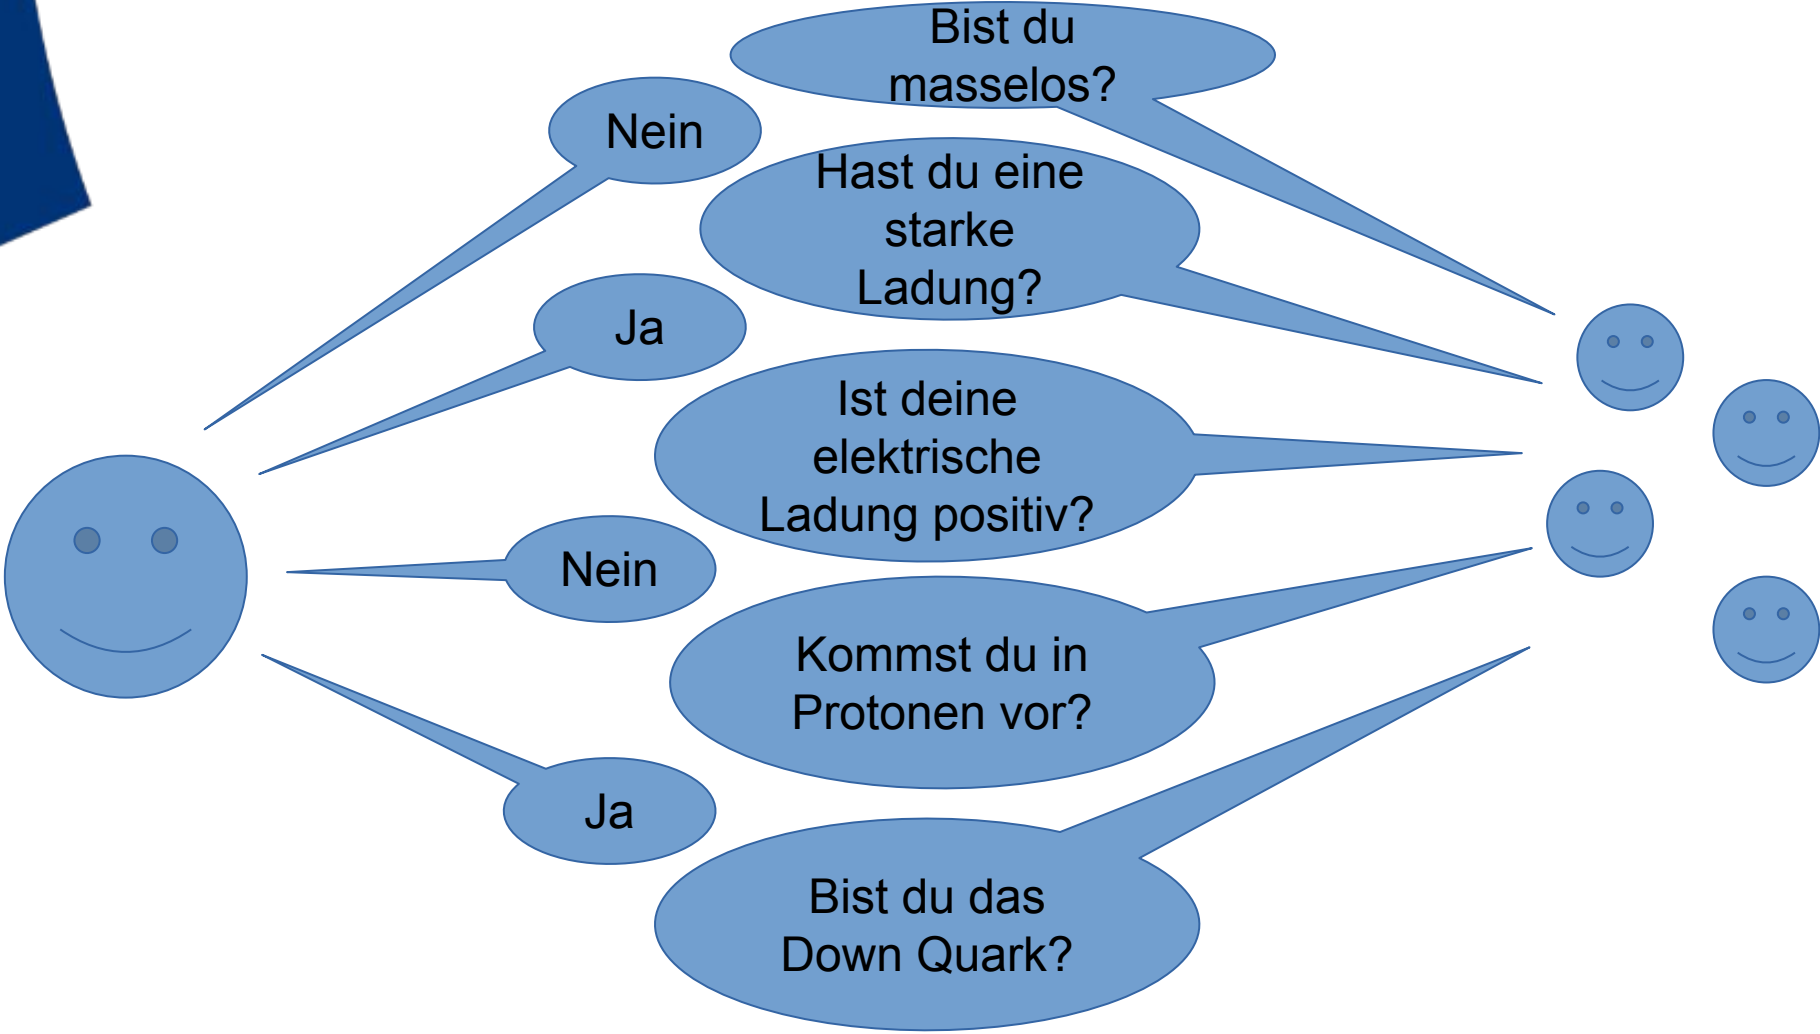 Bist du
masselos?
Nein
Hast du eine
starke
Ladung?
Ja
Ist deine
elektrische
Ladung positiv?
Nein
Kommst du in
Protonen vor?
Ja
Bist du das
Down Quark?